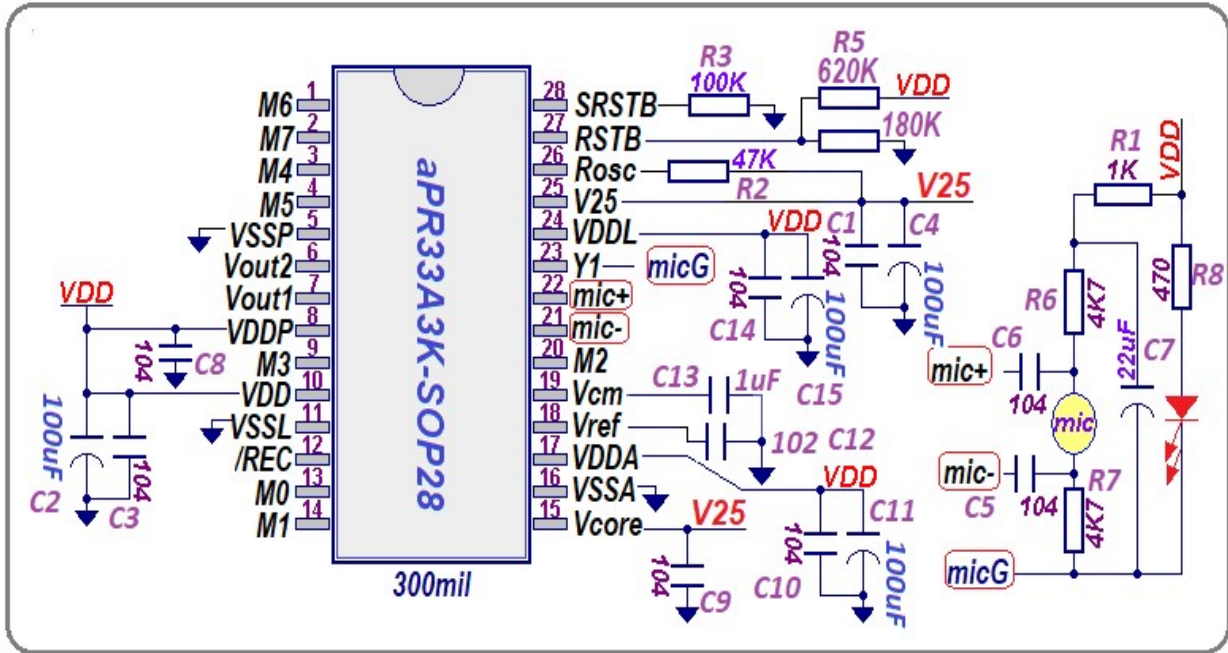 aPR33A3K-SOP28
300mil
1
M6
2
M7
3
M4
4
M5
5
VSSP
6
Vout2
7
Vout1
8
VDDP
9
M3
10
VDD
11
VSSL
12
/REC
13
M0
14
M1
VDD
104
C8
100uF
C2
104
C3
28
SRSTB
27
RSTB
26
Rosc
25
V25
24
VDDL
23
Y1
micG
22
mic+
21
mic-
20
M2
19
Vcm
18
Vref
17
VDDA
16
VSSA
15
Vcore
R3
100K
R5
620K
VDD
180K
47K
R2
V25
VDD
C1
C4
104
100uF
104
C14
100uF
C15
C13
1uF
102
C12
VDD
C11
104
C10
100uF
V25
104
C9
VDD
R1
1K
R8
470
R6
4K7
C7
22uF
C6
mic+
104
mic
mic-
C5
104
R7
4K7
micG